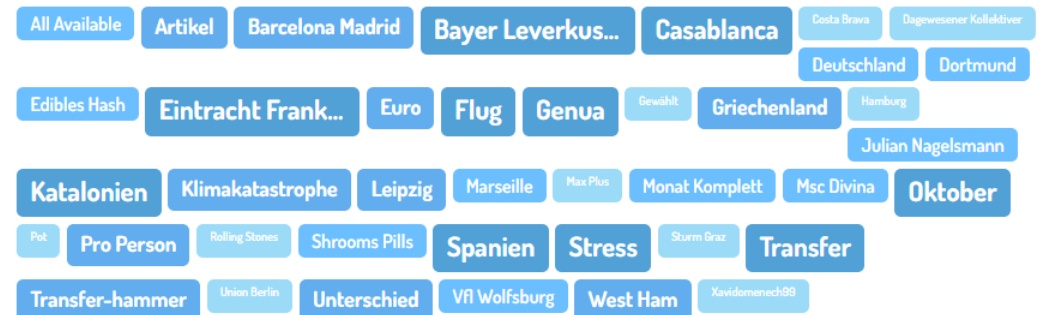 All Available Artikel Barcelona Madrid Bayer Leverkus... Casablanca Costa Brava Dagewesener Kollektiver
Deutschland Dortmund
Edibles Hash Eintracht Frank... Euro Flug Genua Gewählt Griechenland Hamburg
Julian Nagelsmann
Katalonien Klimakatastrophe Leipzig Marseille Max Plus Monat Komplett Msc Divina Oktober
Pot Pro Person Rolling Stones Shrooms Pills Spanien Stress Sturm Graz Transfer
Transfer-hammer Union Berlin Unterschied Vfl Wolfsburg West Ham Xavidomenech99